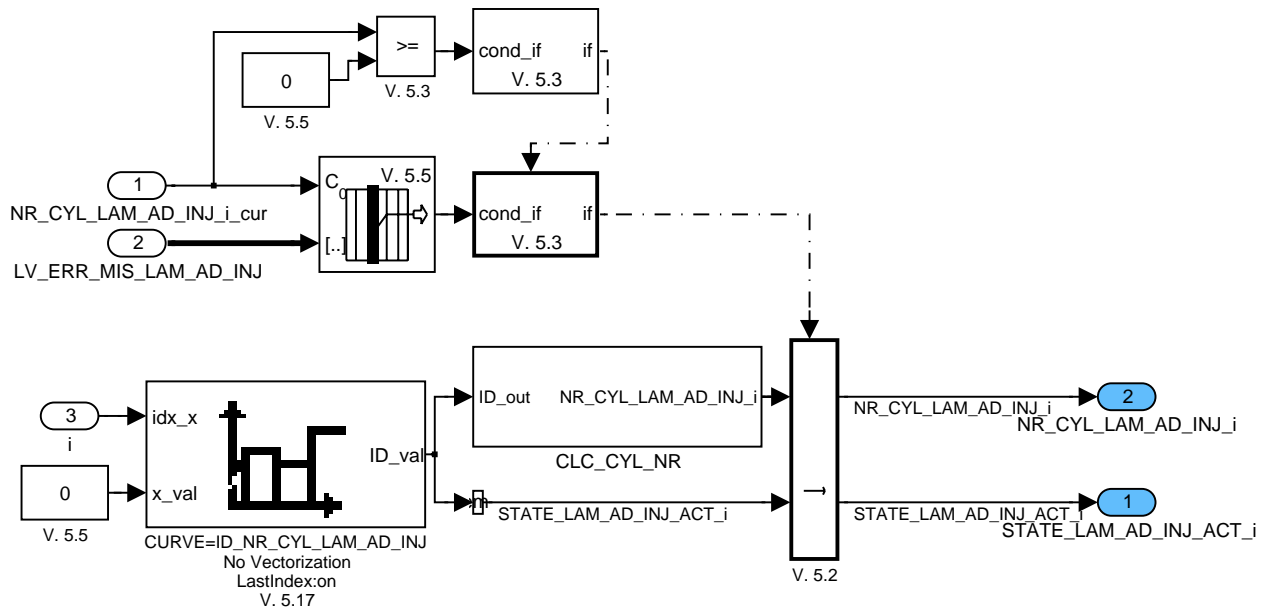 >=
V. 5.3
0
V. 5.5
cond_if if
V. 5.3
1
NR_CYL_LAM_AD_INJ_i_cur
2
LV_ERR_MIS_LAM_AD_INJ
V. 5.5
C_0
[..]
cond_if if
V. 5.3
3
i
0
V. 5.5
idx_x
x_val
ID_val
CURVE=ID_NR_CYL_LAM_AD_INJ
No Vectorization
LastIndex:on
V. 5.17
ID_out NR_CYL_LAM_AD_INJ_i
CLC_CYL_NR
STATE_LAM_AD_INJ_ACT_i
V. 5.2
NR_CYL_LAM_AD_INJ_i
2
NR_CYL_LAM_AD_INJ_i
STATE_LAM_AD_INJ_ACT_i
1
STATE_LAM_AD_INJ_ACT_i